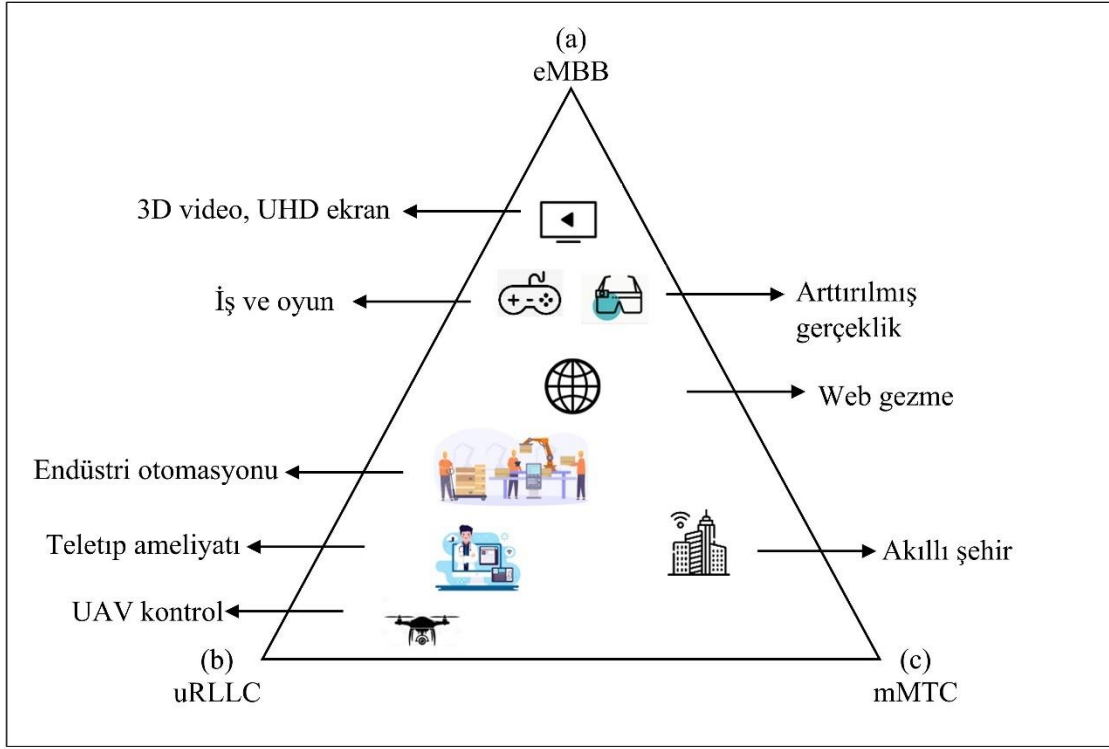 (a)
eMBB
3D video, UHD ekran
İş ve oyun
Arttırılmış
gerçeklik
Web gezme
Endüstri otomasyonu
Teletıp ameliyatı
Akıllı şehir
UAV kontrol
(b)
uRLLC
(c)
mMTC